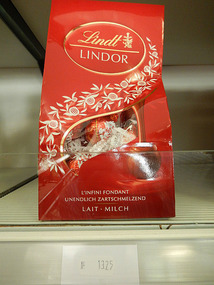 Lindt
LINDOR
L'INFINI FONDANT
UNENDLICH ZARTSCHMELZEND
LAIT · MILCH
1325